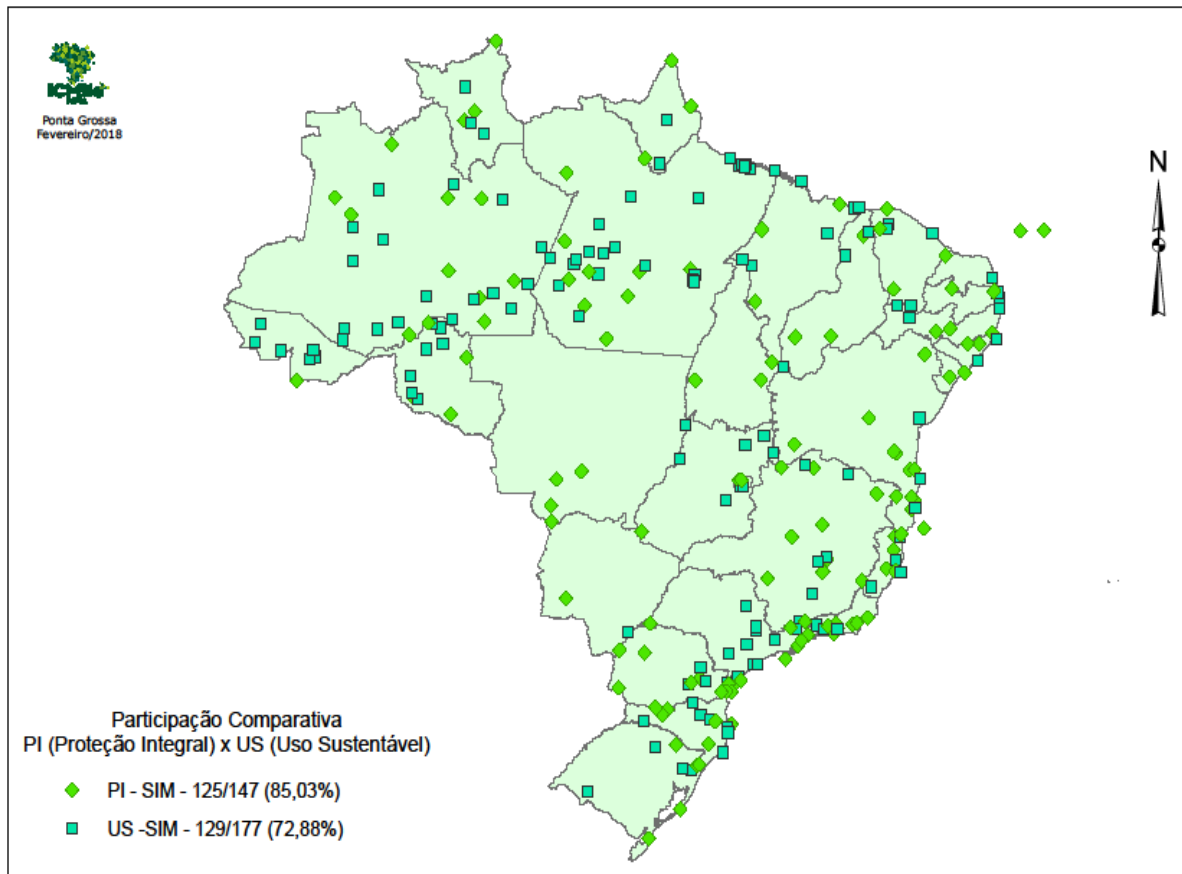 ICMBio
Ponta Grossa
Fevereiro/2018
N
Participação Comparativa
PI (Proteção Integral) x US (Uso Sustentável)
PI - SIM - 125/147 (85,03%)
US -SIM - 129/177 (72,88%)